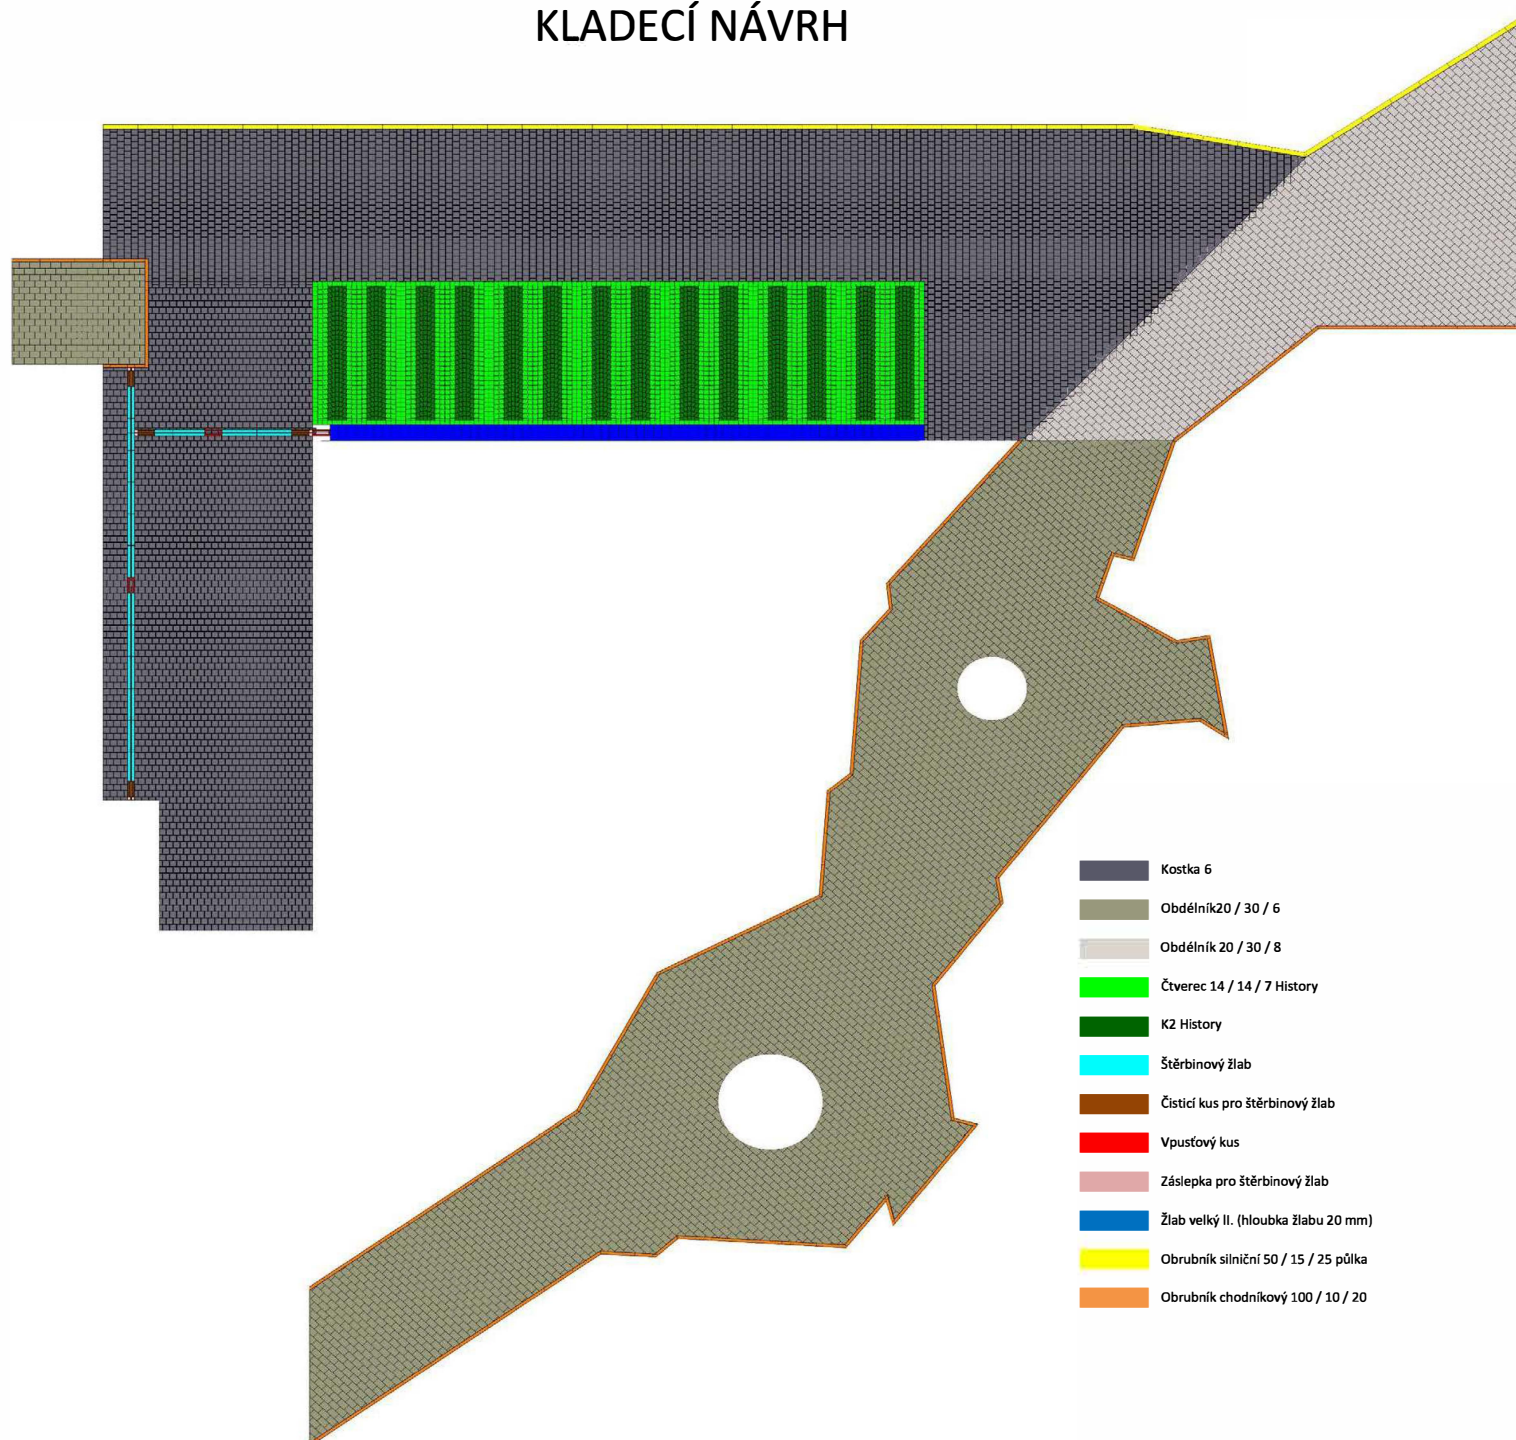 KLADECÍ NÁVRH
Kostka 6
Obdélník20 / 30 / 6
Obdélník 20 / 30 / 8
Čtverec 14 / 14 / 7 History
K2 History
Štěrbinový žlab
Čisticí kus pro štěrbinový žlab
Vpusťový kus
Záslepka pro štěrbinový žlab
Žlab velký II. (hloubka žlabu 20 mm)
Obrubník silniční 50 / 15 / 25 půlka
Obrubník chodníkový 100 / 10 / 20